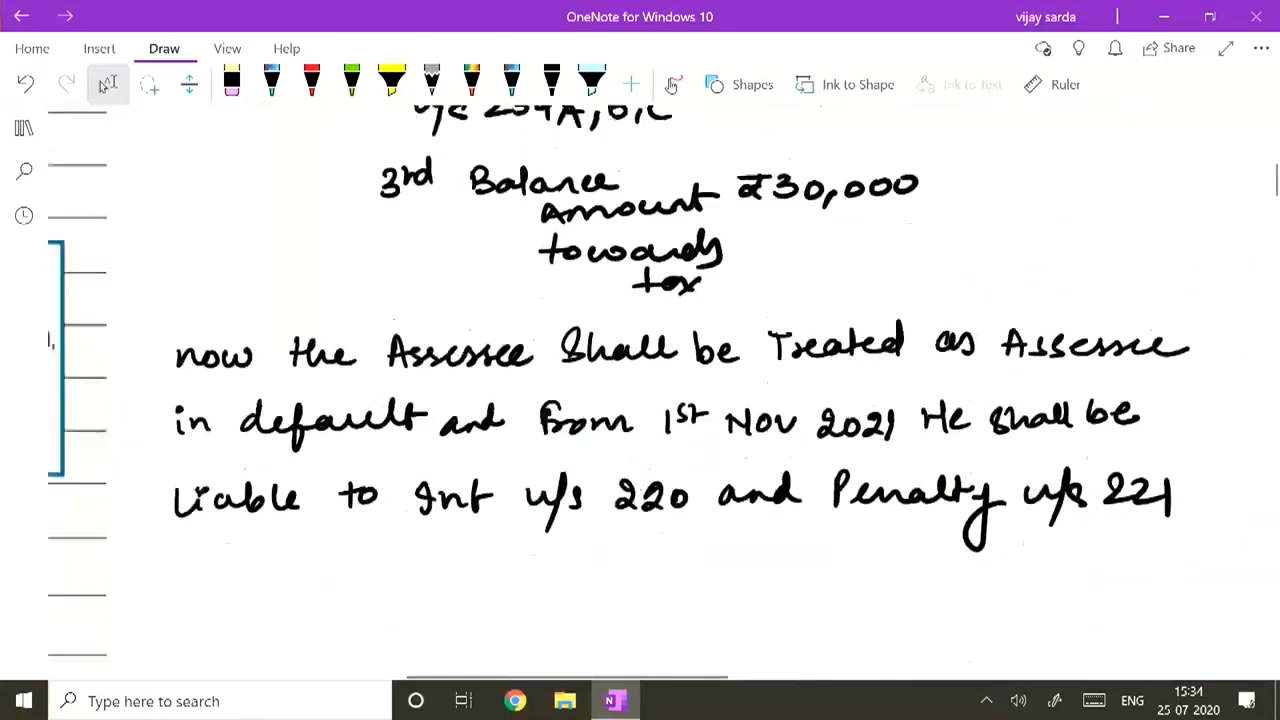 OneNote for Windows 10
vijay sarda
Home Insert Draw View Help
Share
Shapes Ink to Shape Ink to Text Ruler
u/s 234A, B, C
3rd Balance
Amount ₹30,000
towards
tax
now the Assessee Shall be Treated as Assessee
in default and From 1st Nov 2021 He Shall be
Liable to Int u/s 220 and Penalty u/s 221
Type here to search
ENG
15:34
25-07-2020